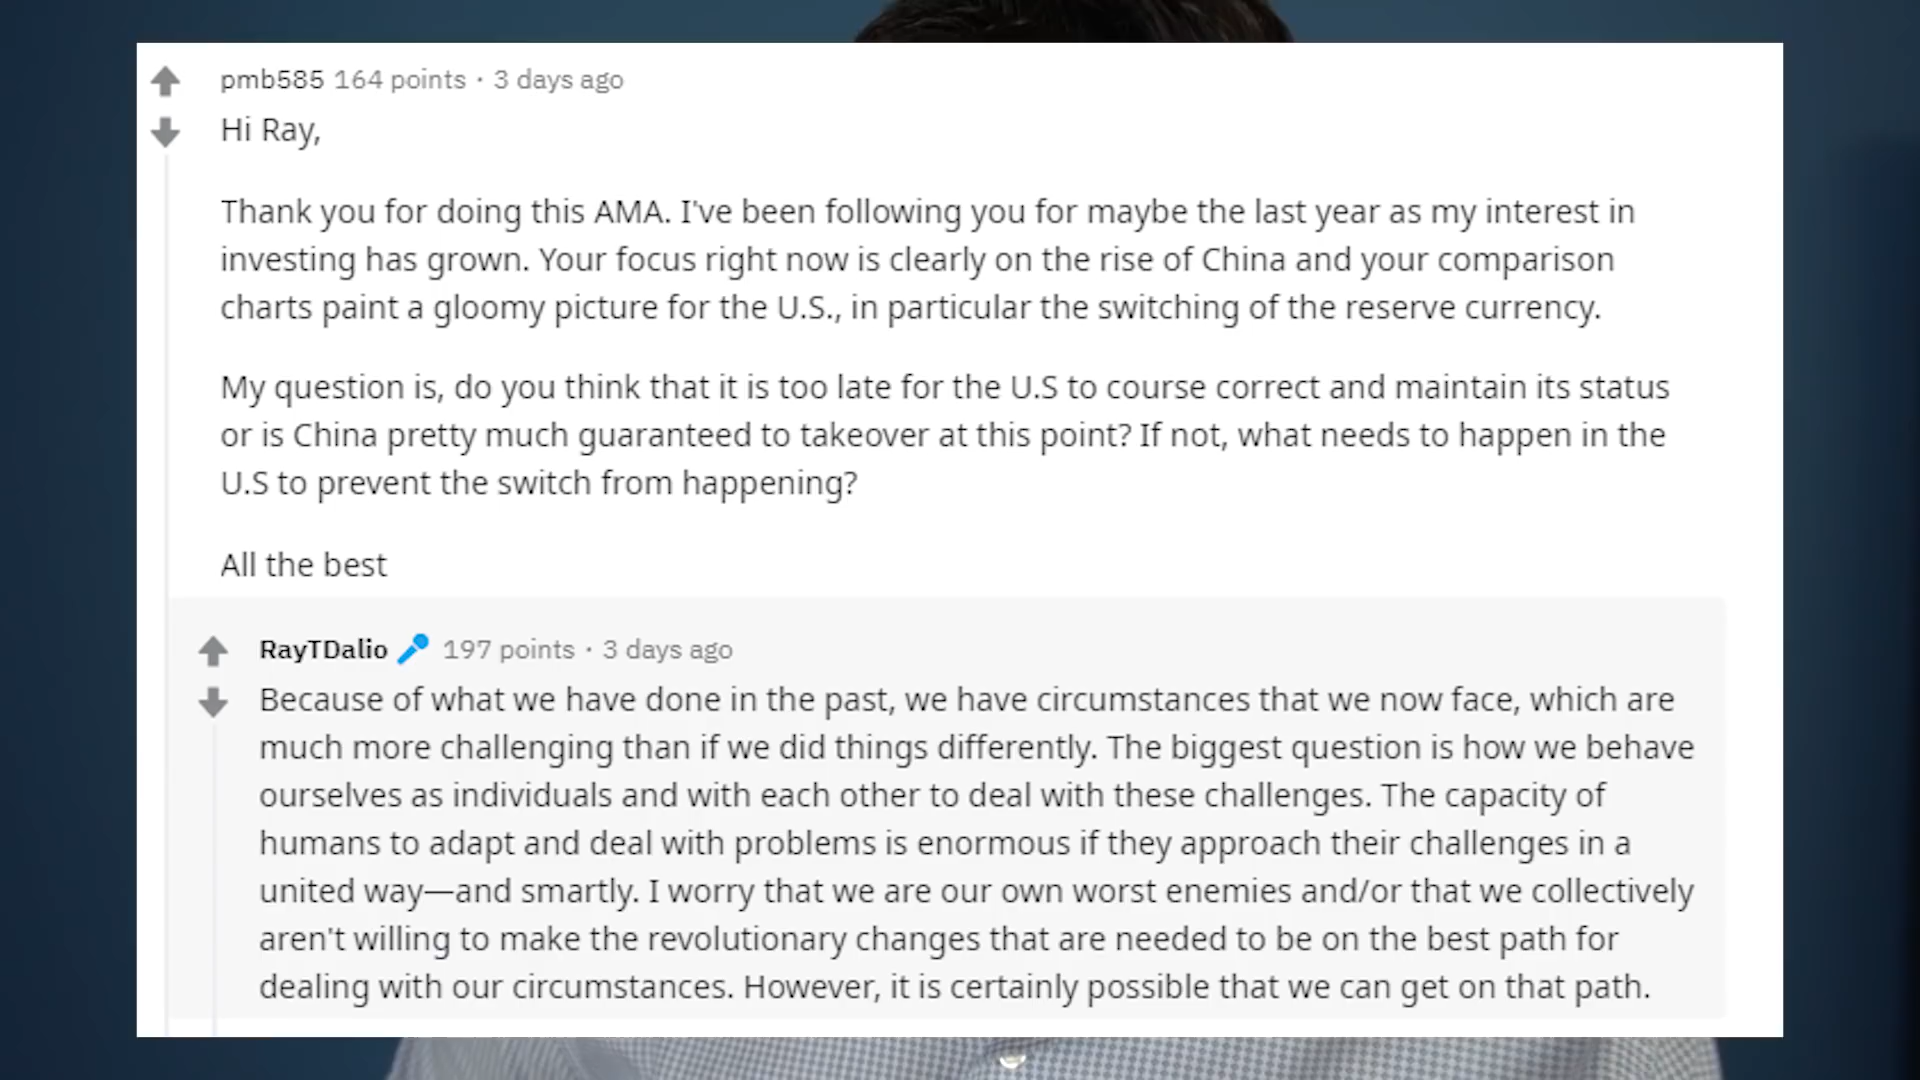 pmb585 164 points · 3 days ago
Hi Ray,
Thank you for doing this AMA. I've been following you for maybe the last year as my interest in
investing has grown. Your focus right now is clearly on the rise of China and your comparison
charts paint a gloomy picture for the U.S., in particular the switching of the reserve currency.
My question is, do you think that it is too late for the U.S to course correct and maintain its status
or is China pretty much guaranteed to takeover at this point? If not, what needs to happen in the
U.S to prevent the switch from happening?
All the best
RayTDalio 197 points · 3 days ago
Because of what we have done in the past, we have circumstances that we now face, which are
much more challenging than if we did things differently. The biggest question is how we behave
ourselves as individuals and with each other to deal with these challenges. The capacity of
humans to adapt and deal with problems is enormous if they approach their challenges in a
united way—and smartly. I worry that we are our own worst enemies and/or that we collectively
aren't willing to make the revolutionary changes that are needed to be on the best path for
dealing with our circumstances. However, it is certainly possible that we can get on that path.